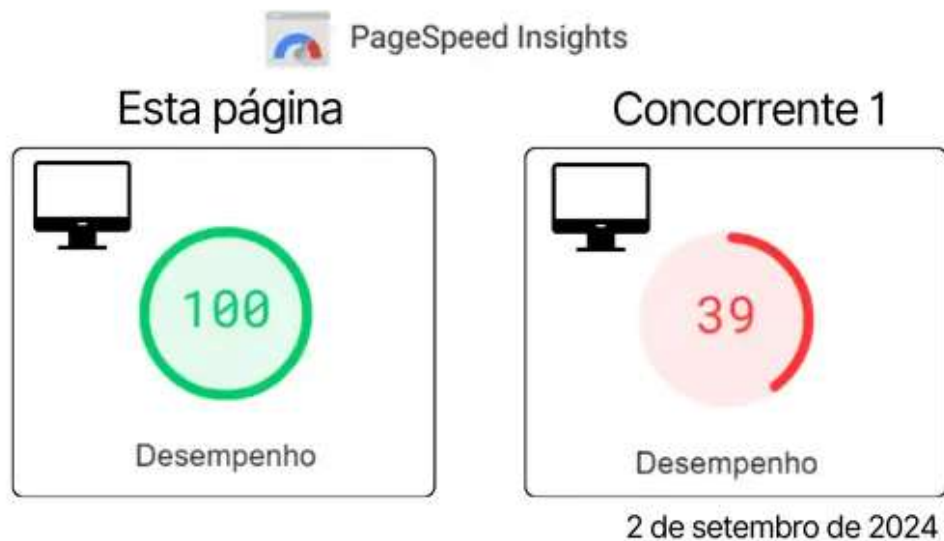 PageSpeed Insights
Esta página
Concorrente 1
100
39
Desempenho
Desempenho
2 de setembro de 2024